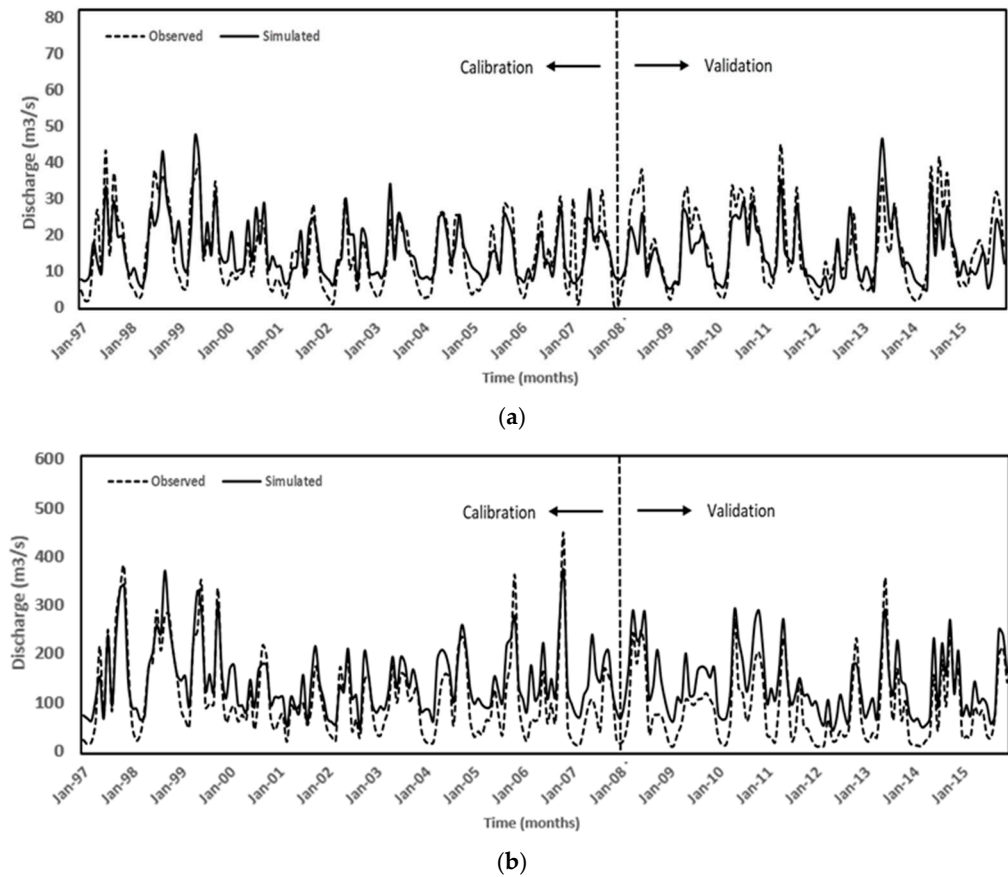 80
70
60
50
40
30
20
10
0
Discharge (m3/s)
Observed Simulated
Calibration Validation
Jan-97 Jan-98 Jan-99 Jan-00 Jan-01 Jan-02 Jan-03 Jan-04 Jan-05 Jan-06 Jan-07 Jan-08 Jan-09 Jan-10 Jan-11 Jan-12 Jan-13 Jan-14 Jan-15
Time (months)
(a)
600
500
400
300
200
100
0
Discharge (m3/s)
Observed Simulated
Calibration Validation
Jan-97 Jan-98 Jan-99 Jan-00 Jan-01 Jan-02 Jan-03 Jan-04 Jan-05 Jan-06 Jan-07 Jan-08 Jan-09 Jan-10 Jan-11 Jan-12 Jan-13 Jan-14 Jan-15
Time (months)
(b)